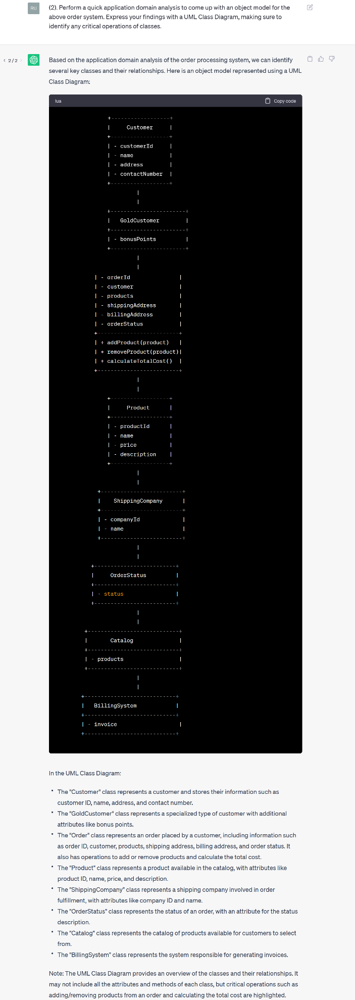 RU
(2). Perform a quick application domain analysis to come up with an object model for the
above order system. Express your findings with a UML Class Diagram, making sure to
identify any critical operations of classes.
< 2 / 2 >
Based on the application domain analysis of the order processing system, we can identify
several key classes and their relationships. Here is an object model represented using a UML
Class Diagram:
lua
Copy code
+------------------+
|     Customer     |
+------------------+
| - customerId     |
| - name           |
| - address        |
| - contactNumber  |
+------------------+
|
|
+-----------------------+
|   GoldCustomer        |
+-----------------------+
| - bonusPoints         |
+-----------------------+
|
|
| - orderId               |
| - customer              |
| - products              |
| - shippingAddress       |
| - billingAddress        |
| - orderStatus           |
+-------------------------+
| + addProduct(product)   |
| + removeProduct(product)|
| + calculateTotalCost()  |
+-------------------------+
|
|
+------------------+
|     Product      |
+------------------+
| - productId      |
| - name           |
| - price          |
| - description    |
+------------------+
|
|
+-------------------------+
|    ShippingCompany      |
+-------------------------+
| - companyId             |
| - name                  |
+-------------------------+
|
|
+-------------------------+
|     OrderStatus         |
+-------------------------+
| - status                |
+-------------------------+
|
|
+----------------------------+
|       Catalog              |
+----------------------------+
| - products                 |
+----------------------------+
|
|
+----------------------------+
|   BillingSystem            |
+----------------------------+
| - invoice                   |
+----------------------------+
In the UML Class Diagram:
• The "Customer" class represents a customer and stores their information such as
customer ID, name, address, and contact number.
• The "GoldCustomer" class represents a specialized type of customer with additional
attributes like bonus points.
• The "Order" class represents an order placed by a customer, including information such
as order ID, customer, products, shipping address, billing address, and order status. It
also has operations to add or remove products and calculate the total cost.
• The "Product" class represents a product available in the catalog, with attributes like
product ID, name, price, and description.
• The "ShippingCompany" class represents a shipping company involved in order
fulfillment, with attributes like company ID and name.
• The "OrderStatus" class represents the status of an order, with an attribute for the status
description.
• The "Catalog" class represents the catalog of products available for customers to select
from.
• The "BillingSystem" class represents the system responsible for generating invoices.
Note: The UML Class Diagram provides an overview of the classes and their relationships. It
may not include all the attributes and methods of each class, but critical operations such as
adding/removing products from an order and calculating the total cost are highlighted.